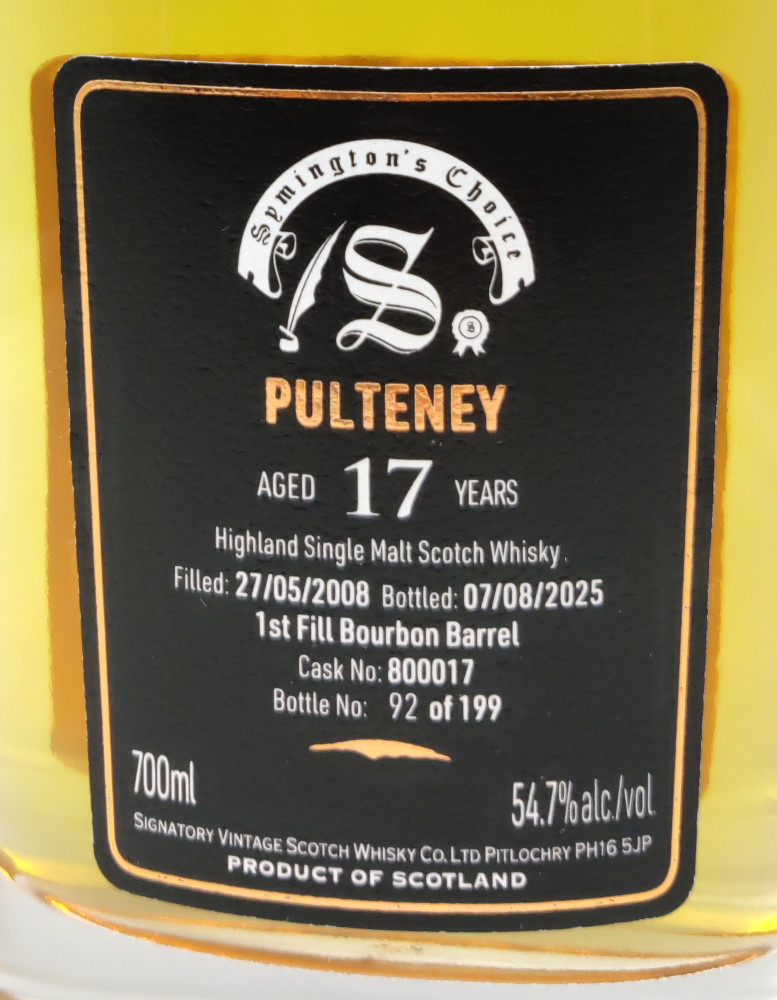 Symington's Choice
S
S
PULTENEY
AGED 17 YEARS
Highland Single Malt Scotch Whisky
Filled: 27/05/2008 Bottled: 07/08/2025
1st Fill Bourbon Barrel
Cask No: 800017
Bottle No: 92 of 199
700ml
54.7%alc./vol
SIGNATORY VINTAGE SCOTCH WHISKY CO. LTD PITLOCHRY PH16 5JP
PRODUCT OF SCOTLAND